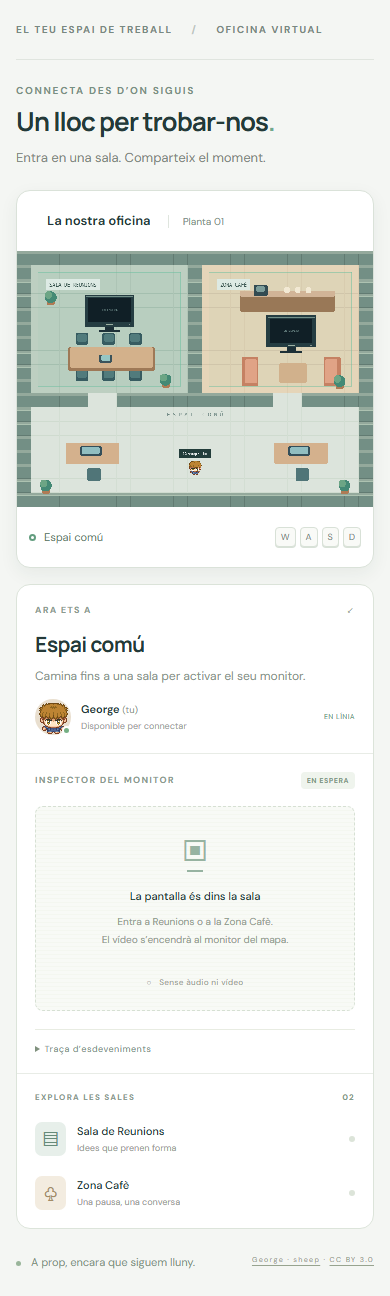 EL TEU ESPAI DE TREBALL / OFICINA VIRTUAL
CONNECTA DES D'ON SIGUIS
Un lloc per trobar-nos.
Entra en una sala. Comparteix el moment.
La nostra oficina Planta 01
SALA DE REUNIONS
ZONA CAFÈ
ESPAI COMÚ
Espai comú
W A S D
ARA ETS A
Espai comú
Camina fins a una sala per activar el seu monitor.
George (tu)
Disponible per connectar
EN LÍNIA
INSPECTOR DEL MONITOR
EN ESPERA
La pantalla és dins la sala
Entra a Reunions o a la Zona Cafè.
El vídeo s'encendrà al monitor del mapa.
Sense àudio ni vídeo
Traça d'esdeveniments
EXPLORA LES SALES 02
Sala de Reunions
Idees que prenen forma
Zona Cafè
Una pausa, una conversa
A prop, encara que siguem lluny.
George · sheep · CC BY 3.0